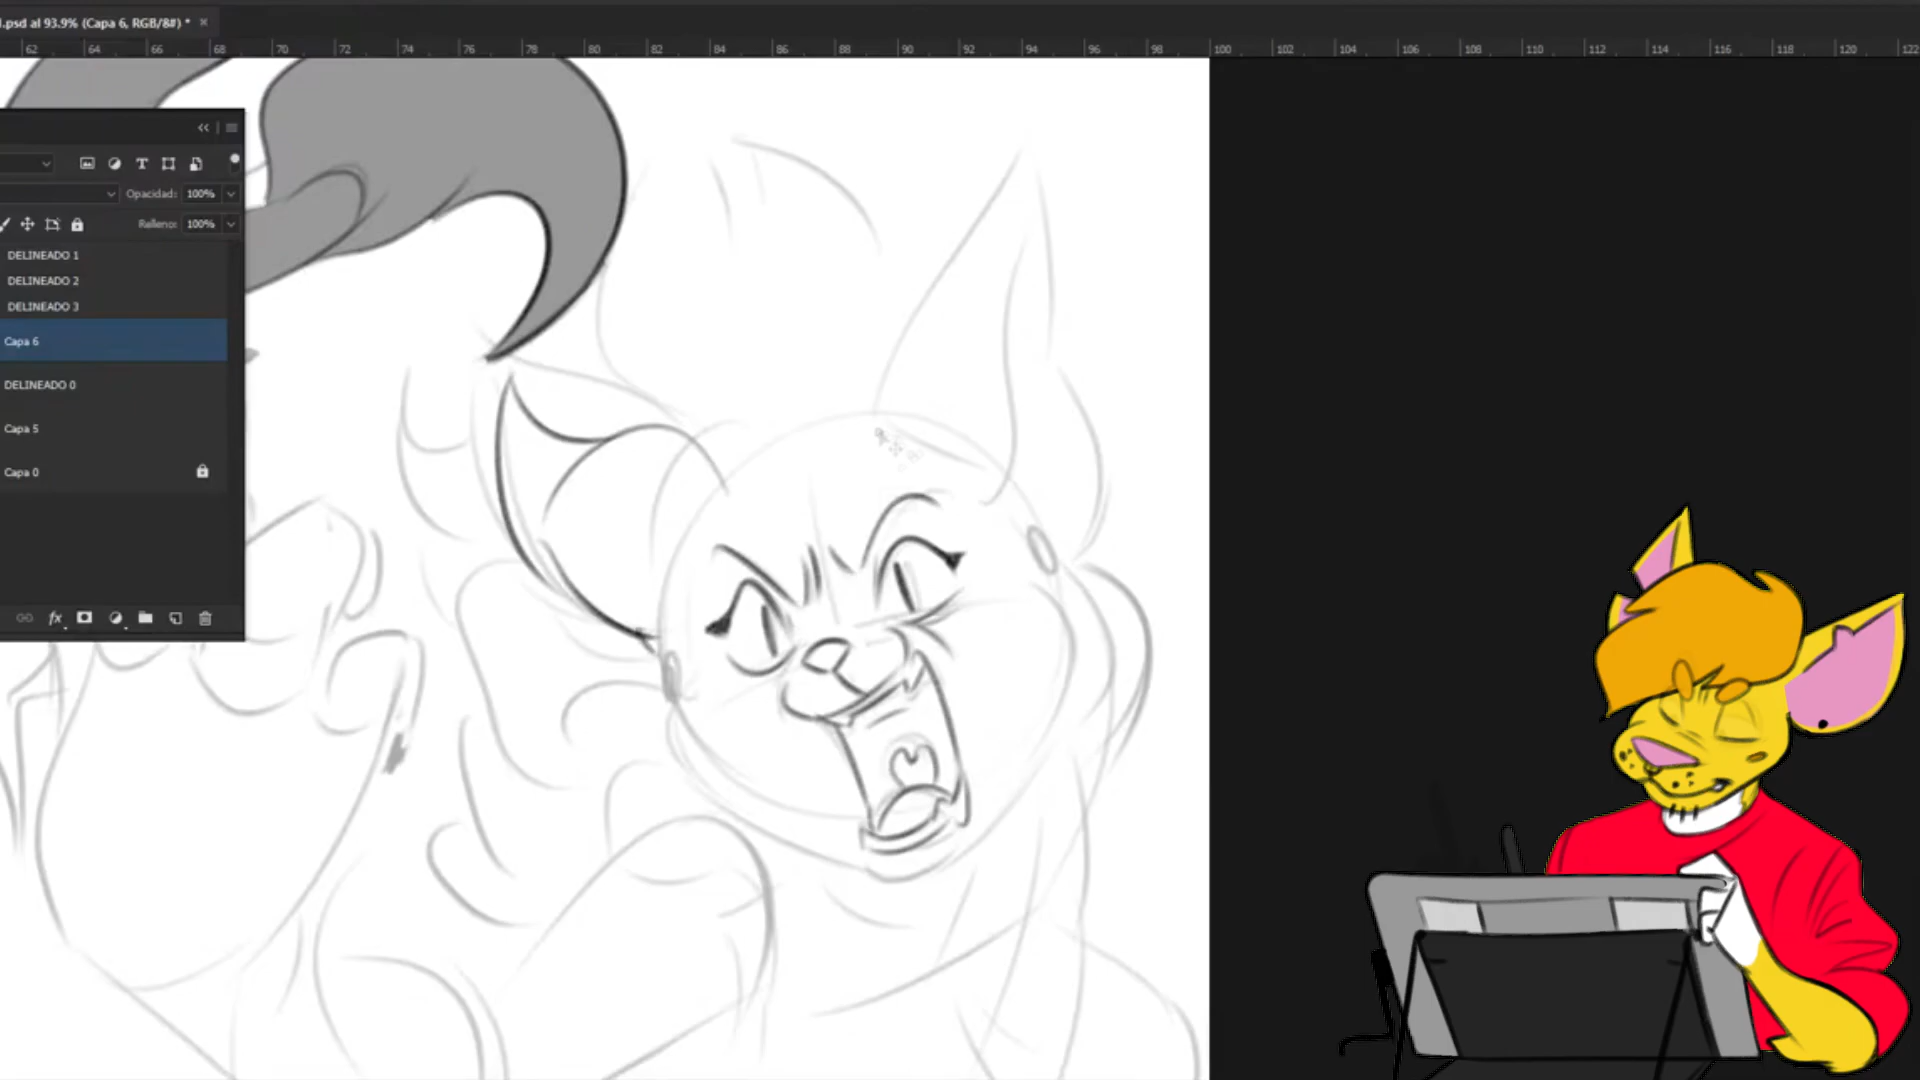 .psd al 93.9% (Capa 6, RGB/8#) *
62 64 66 68 70 72 74 76 78 80 82 84 86 88 90 92 94 96 98 100 102 104 106 108 110 112 114 116 118 120 122
Opacidad: 100%
Relleno: 100%
DELINEADO 1
DELINEADO 2
DELINEADO 3
Capa 6
DELINEADO 0
Capa 5
Capa 0
fx